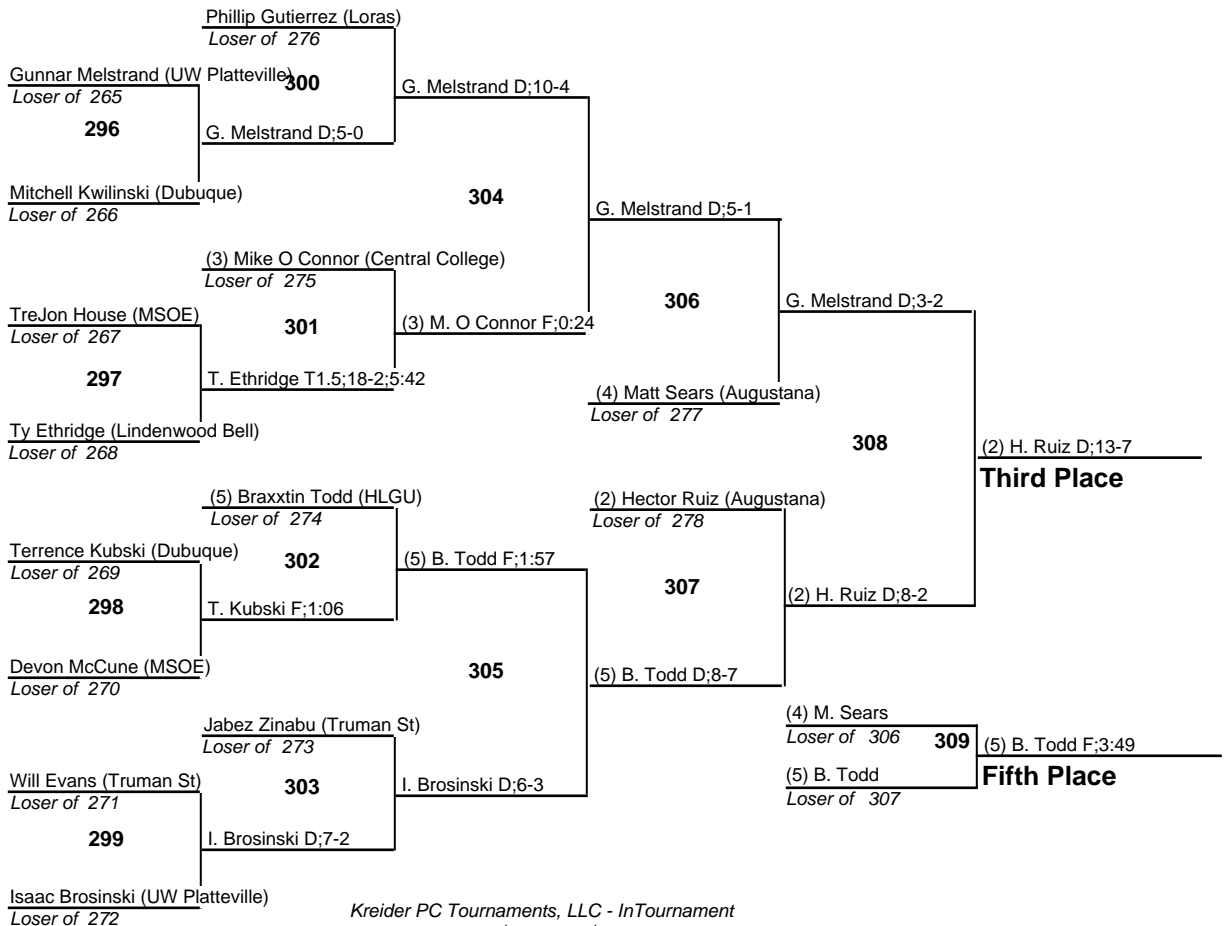 Phillip Gutierrez (Loras)
Loser of 276
Gunnar Melstrand (UW Platteville)
300
G. Melstrand D;10-4
Loser of 265
296
G. Melstrand D;5-0
Mitchell Kwilinski (Dubuque)
304
Loser of 266
G. Melstrand D;5-1
(3) Mike O Connor (Central College)
Loser of 275
306
G. Melstrand D;3-2
TreJon House (MSOE)
301
(3) M. O Connor F;0:24
Loser of 267
297
T. Ethridge T1.5;18-2;5:42
(4) Matt Sears (Augustana)
Loser of 277
Ty Ethridge (Lindenwood Bell)
308
(2) H. Ruiz D;13-7
Loser of 268
Third Place
(5) Braxxtin Todd (HLGU)
(2) Hector Ruiz (Augustana)
Loser of 274
Loser of 278
Terrence Kubski (Dubuque)
302
(5) B. Todd F;1:57
Loser of 269
307
298
T. Kubski F;1:06
(2) H. Ruiz D;8-2
Devon McCune (MSOE)
305
(5) B. Todd D;8-7
Loser of 270
Jabez Zinabu (Truman St)
(4) M. Sears
Loser of 273
Loser of 306
309
(5) B. Todd F;3:49
Will Evans (Truman St)
303
I. Brosinski D;6-3
(5) B. Todd
Fifth Place
Loser of 271
Loser of 307
299
I. Brosinski D;7-2
Isaac Brosinski (UW Platteville)
Loser of 272
Kreider PC Tournaments, LLC - InTournament